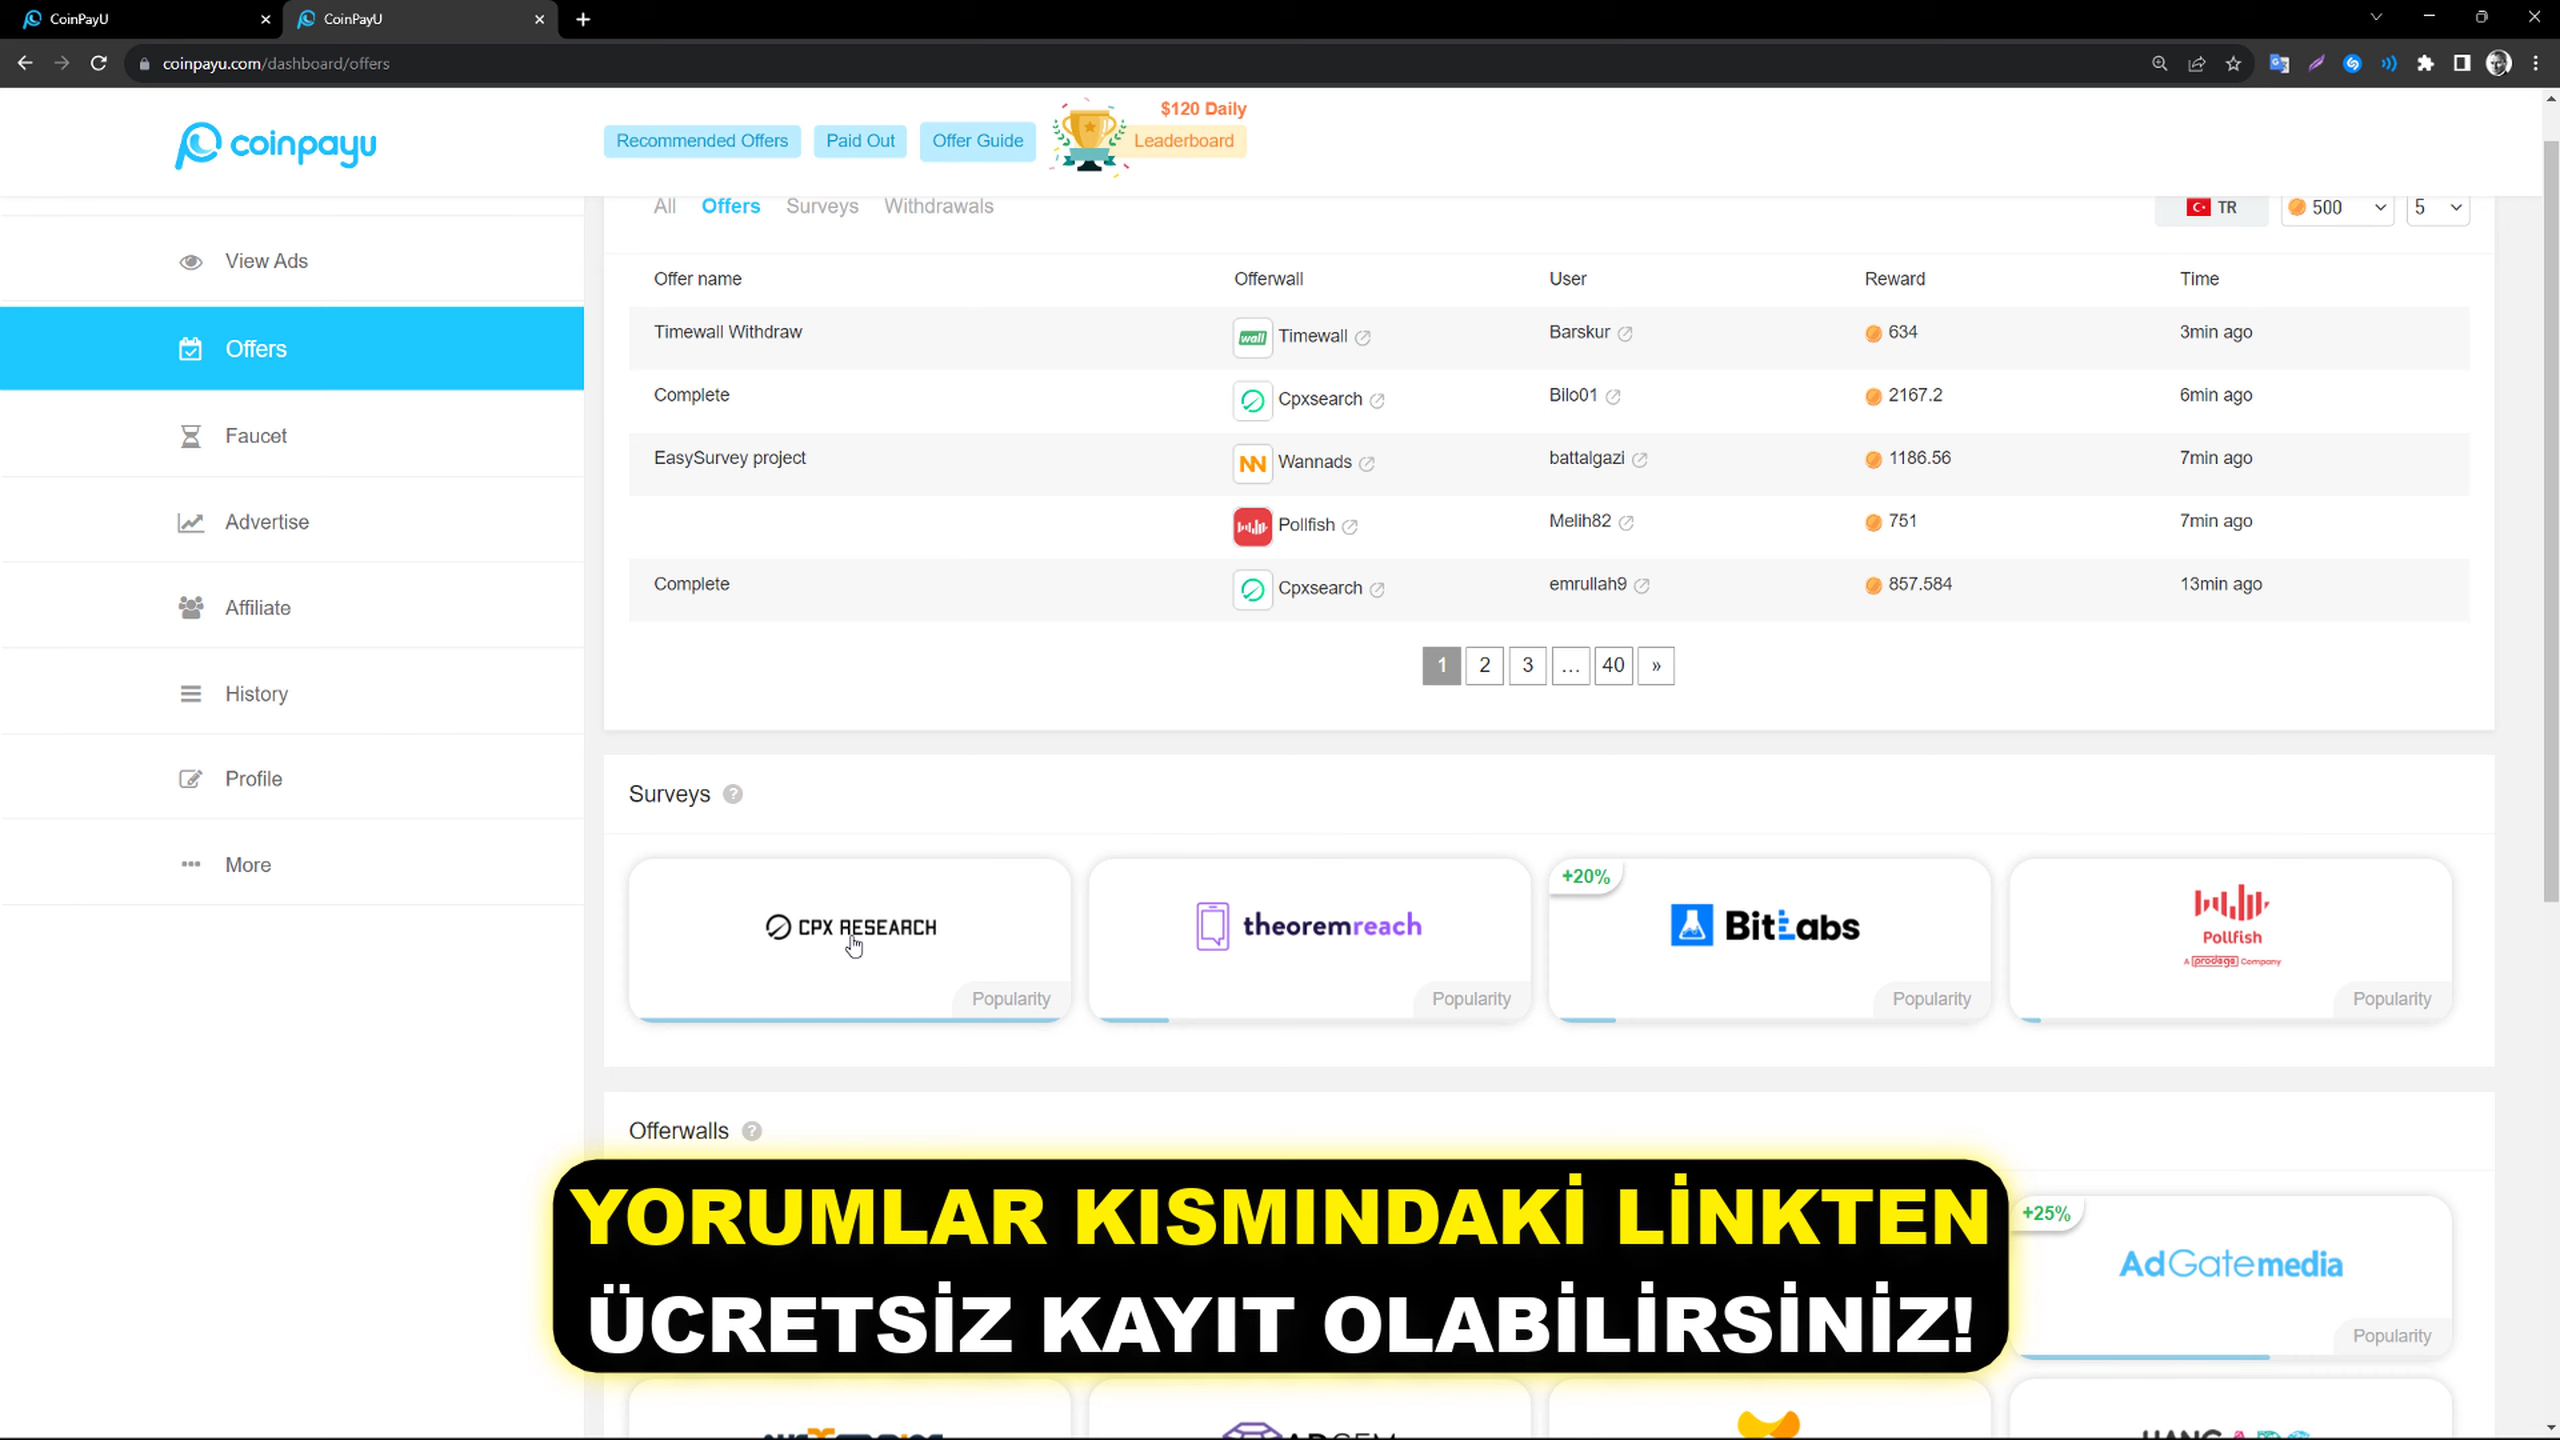 CoinPayU
CoinPayU
coinpayu.com/dashboard/offers
coinpayu
Recommended Offers
Paid Out
Offer Guide
$120 Daily
Leaderboard
All Offers Surveys Withdrawals
TR
500
5
View Ads
Offers
Faucet
Advertise
Affiliate
History
Profile
More
Offer name Offerwall User Reward Time
Timewall Withdraw wall Timewall Barskur 634 3min ago
Complete Cpxsearch Bilo01 2167.2 6min ago
EasySurvey project Wannads battalgazi 1186.56 7min ago
Pollfish Melih82 751 7min ago
Complete Cpxsearch emrullah9 857.584 13min ago
1 2 3 ... 40 »
Surveys ?
CPX RESEARCH
Popularity
theoremreach
Popularity
+20%
BitLabs
Popularity
Pollfish
A prodege Company
Popularity
Offerwalls ?
YORUMLAR KISMINDAKİ LİNKTEN
ÜCRETSİZ KAYIT OLABİLİRSİNİZ!
+25%
AdGatemedia
Popularity